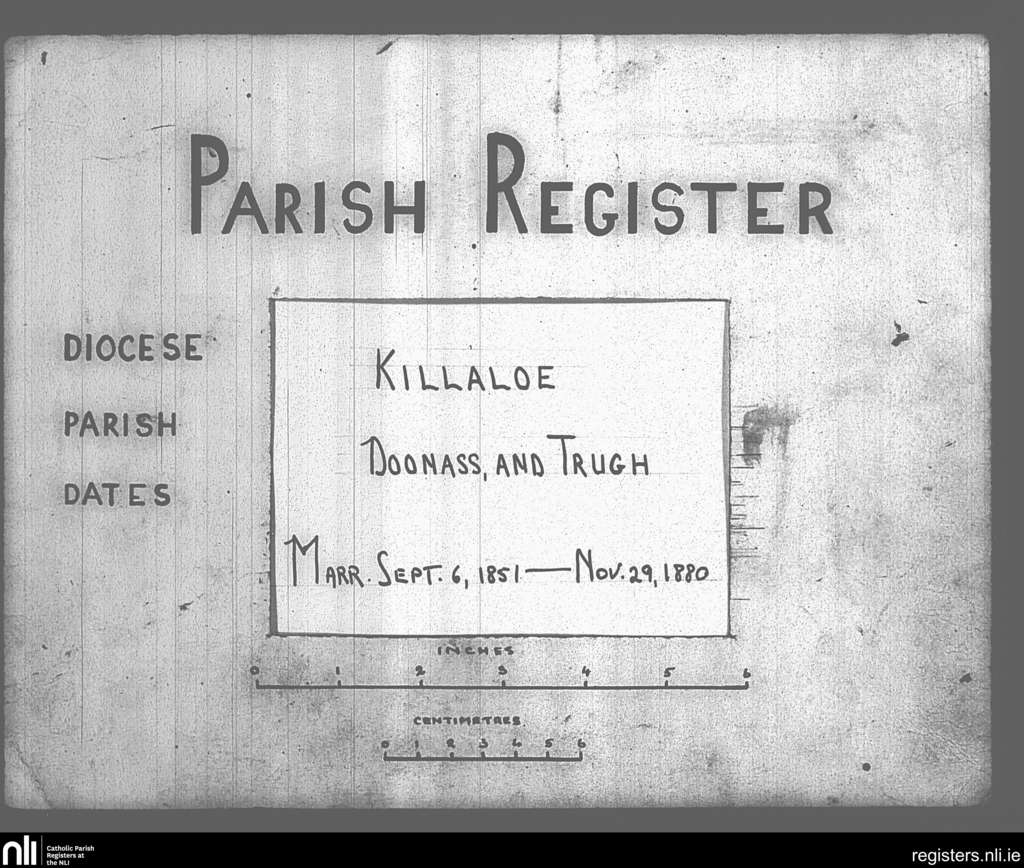 PARISH REGISTER
DIOCESE KILLALOE
PARISH DOONASS, AND TRUGH
DATES MARR. SEPT. 6, 1851 — NOV. 29, 1880
INCHES
0 1 2 3 4 5 6
CENTIMETRES
0 1 2 3 4 5 6
nli Catholic Parish
Registers at
the NLI
registers.nli.ie